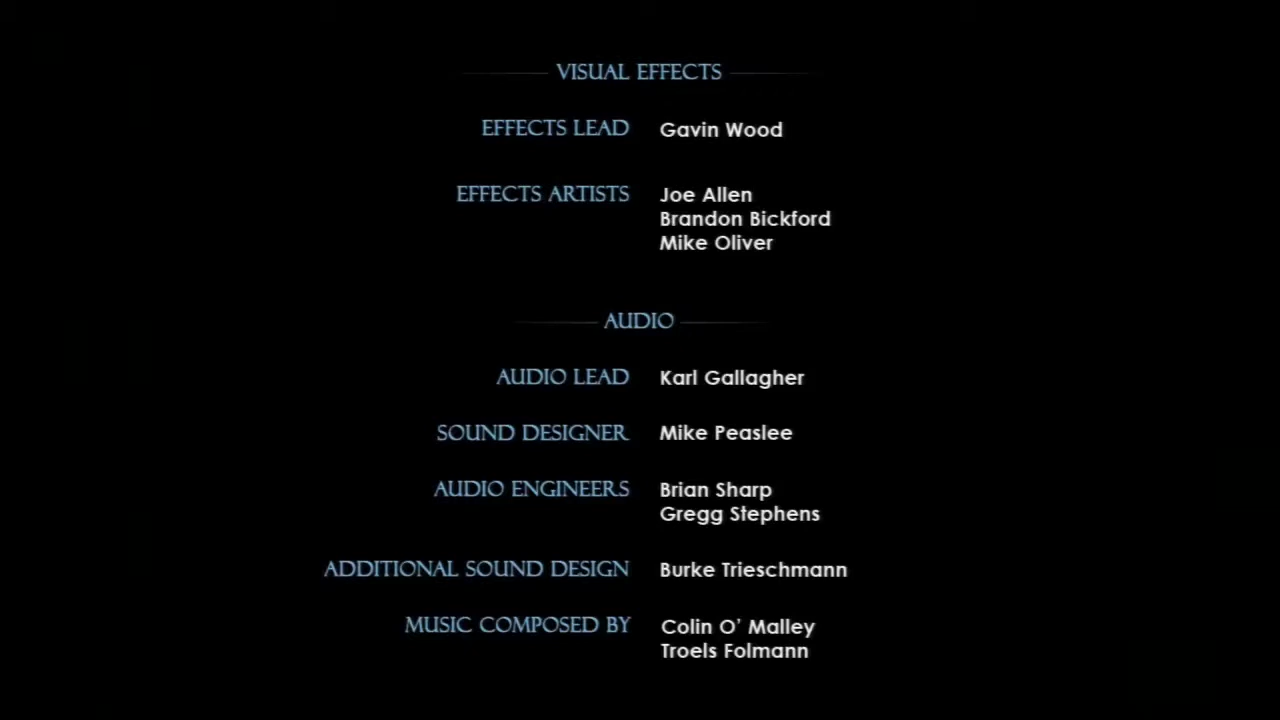 VISUAL EFFECTS
EFFECTS LEAD Gavin Wood
EFFECTS ARTISTS Joe Allen
Brandon Bickford
Mike Oliver
AUDIO
AUDIO LEAD Karl Gallagher
SOUND DESIGNER Mike Peaslee
AUDIO ENGINEERS Brian Sharp
Gregg Stephens
ADDITIONAL SOUND DESIGN Burke Trieschmann
MUSIC COMPOSED BY Colin O' Malley
Troels Folmann